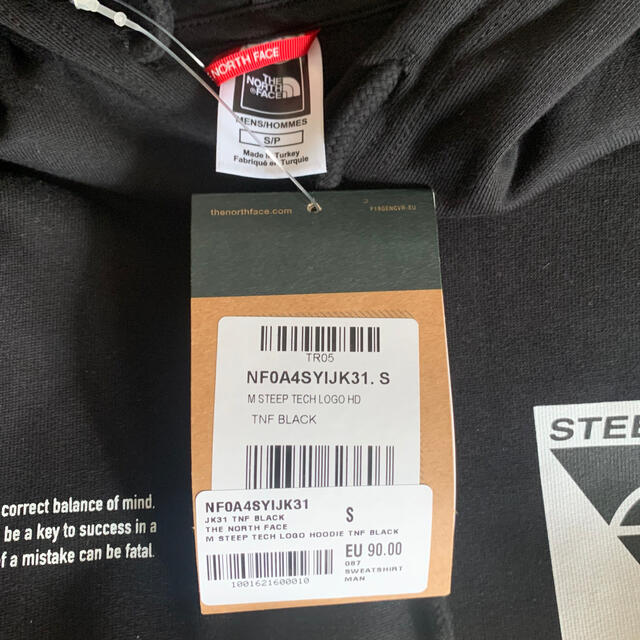 NORTH FACE
THE
NORTH
FACE
MENS/HOMMES
S/P
Made in Turkey
Fabriqué en Turquie
thenorthface.com
F19GENGVR-EU
TR05
NF0A4SYIJK31. S
M STEEP TECH LOGO HD
TNF BLACK
NF0A4SYIJK31
JK31 TNF BLACK
S
THE NORTH FACE
M STEEP TECH LOGO HOODIE TNF BLACK
EU 90.00
087
SWEATSHIRT
MAN
1001621600010
correct balance of mind.
be a key to success in a
of a mistake can be fatal.